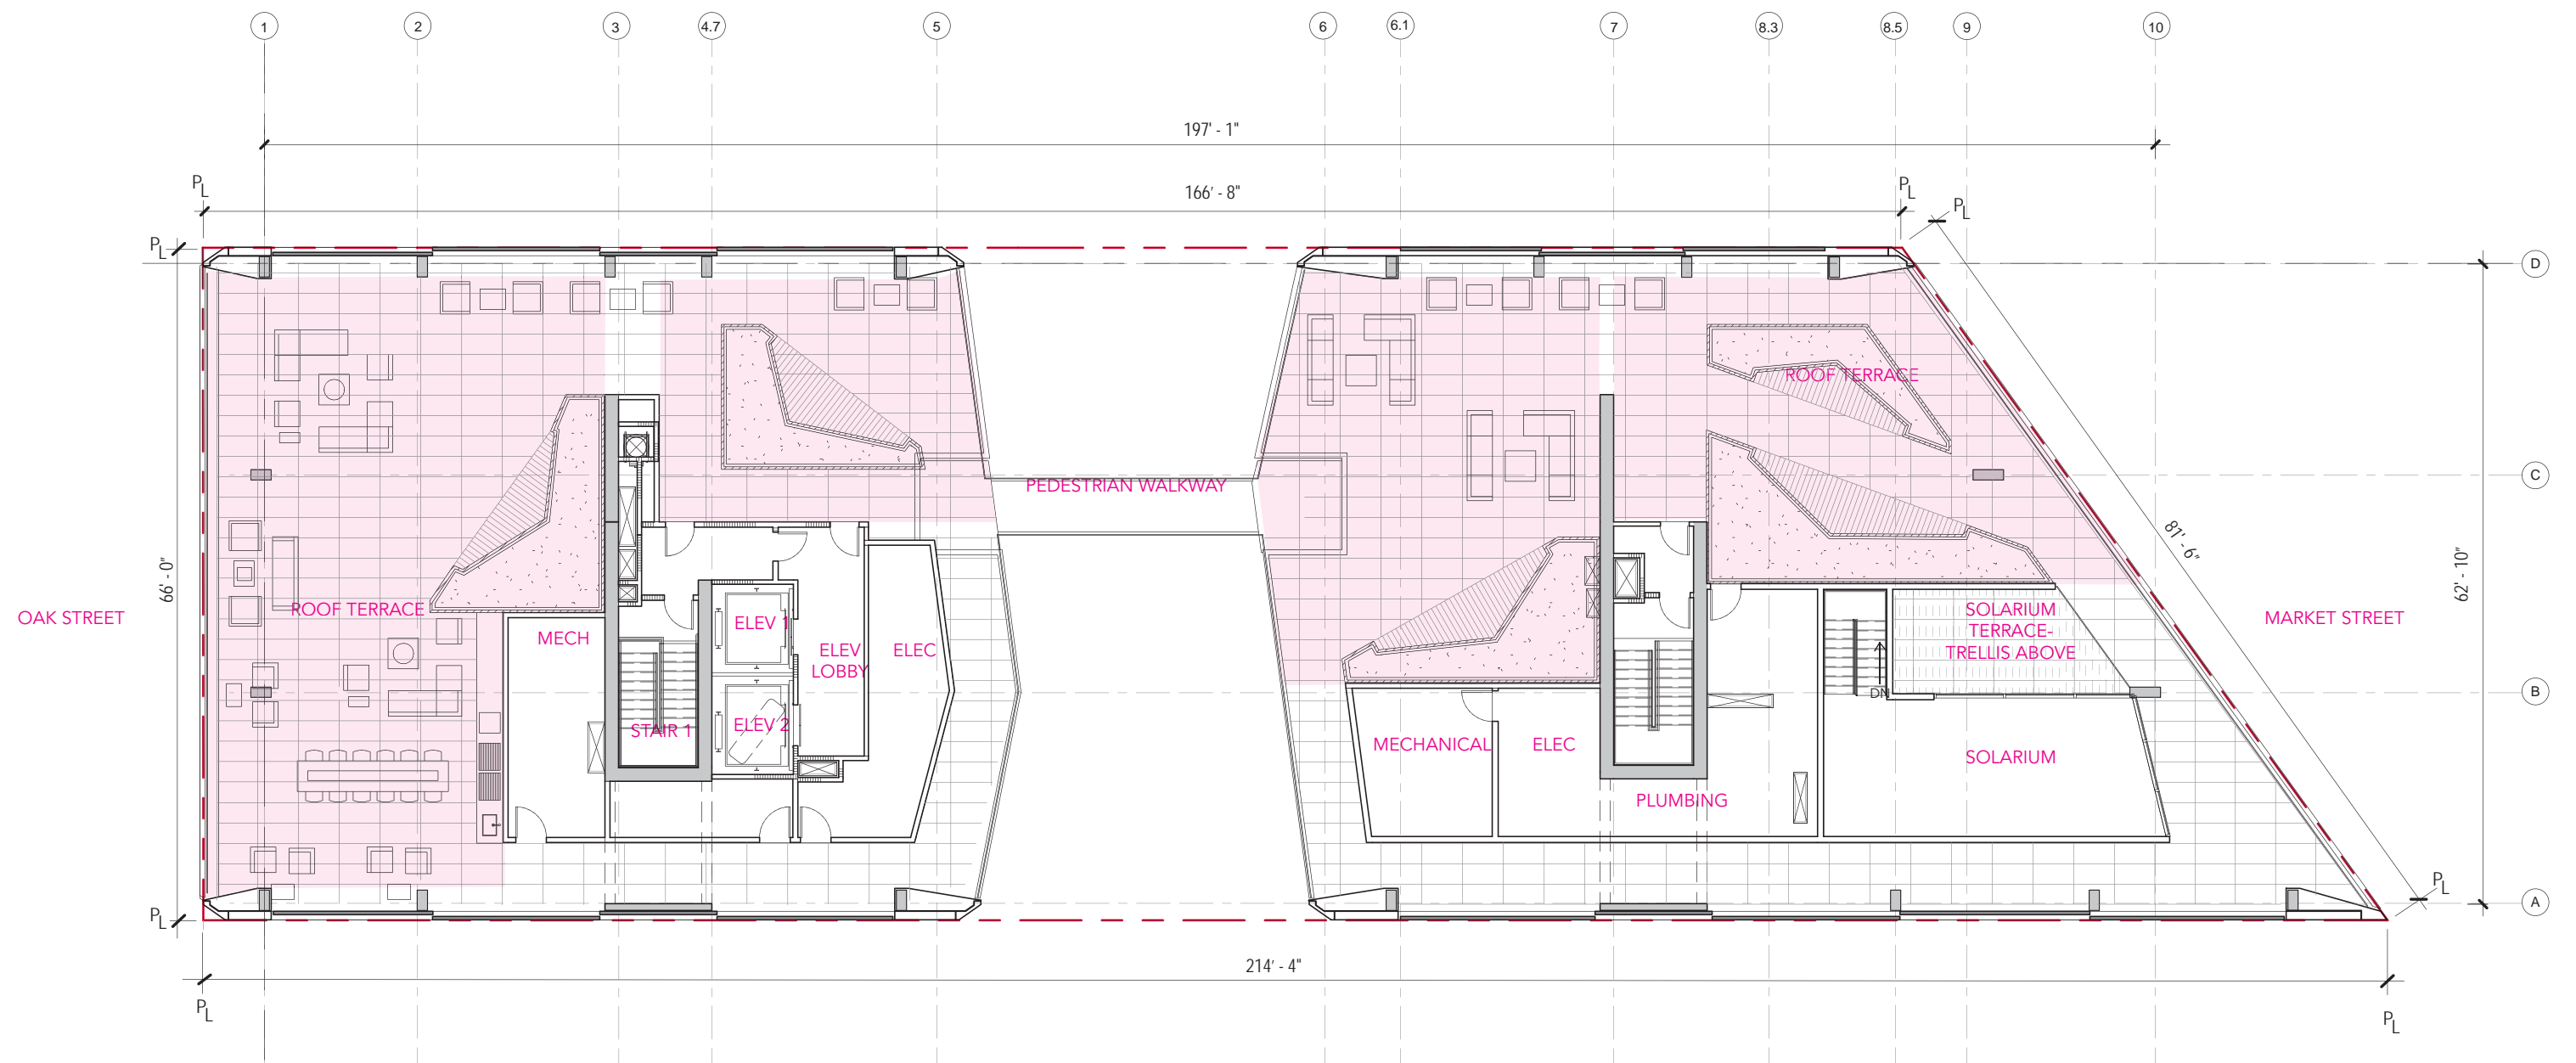 1
2
3
4.7
5
6
6.1
7
8.3
8.5
9
10
197' - 1"
166' - 8"
PL
PL
PL
PL
D
ROOF TERRACE
C
PEDESTRIAN WALKWAY
81' - 6"
66' - 0"
62' - 10"
OAK STREET
ROOF TERRACE
MECH
ELEV 1
ELEV
LOBBY
ELEC
SOLARIUM
TERRACE-
TRELLIS ABOVE
MARKET STREET
DN
B
STAIR 1
ELEV 2
MECHANICAL
ELEC
SOLARIUM
PLUMBING
PL
PL
A
214' - 4"
PL
PL